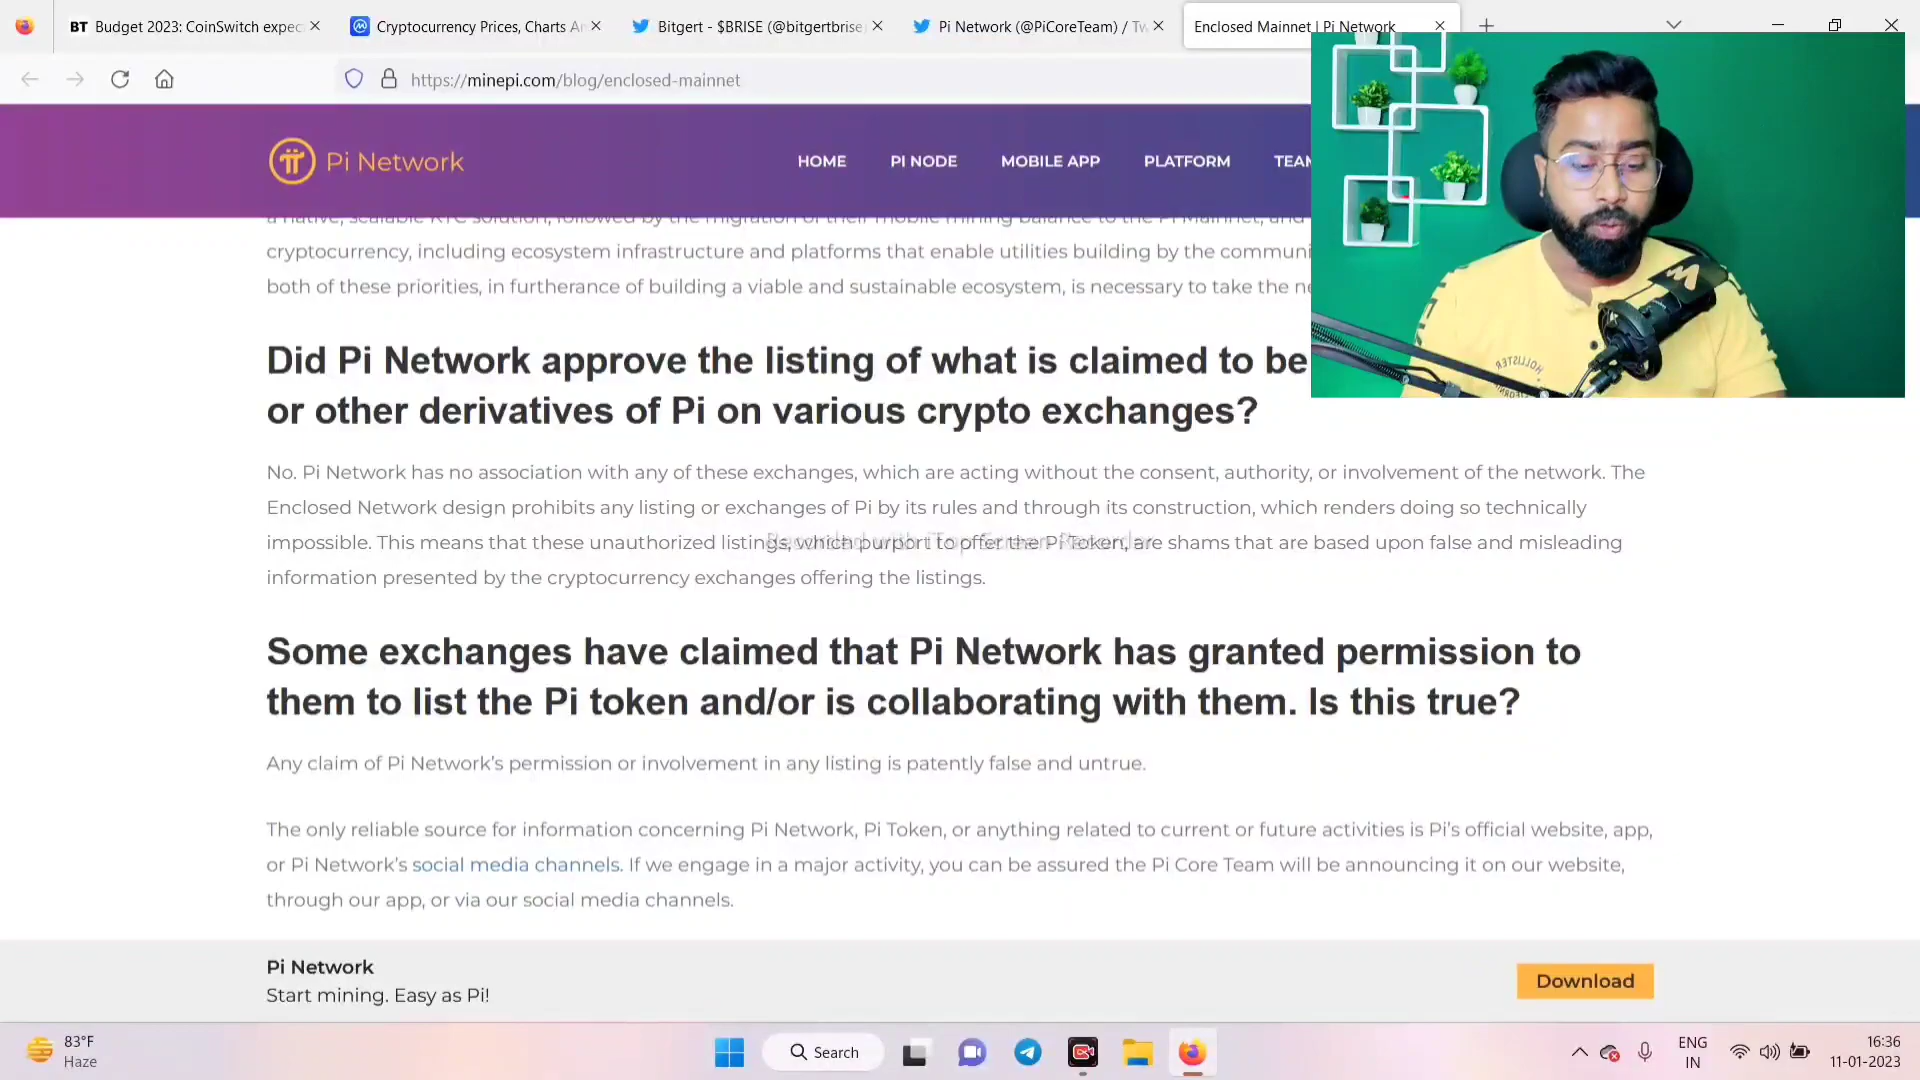 BT Budget 2023: CoinSwitch expec
Cryptocurrency Prices, Charts An
Bitgert - $BRISE (@bitgertbrise
Pi Network (@PiCoreTeam) / Tw
Enclosed Mainnet | Pi Network
https://minepi.com/blog/enclosed-mainnet
Pi Network
HOME
PI NODE
MOBILE APP
PLATFORM
TEAM
a native, scalable KYC solution, followed by the migration of their mobile mining balance to the Pi Mainnet, and
cryptocurrency, including ecosystem infrastructure and platforms that enable utilities building by the communi
both of these priorities, in furtherance of building a viable and sustainable ecosystem, is necessary to take the ne
Did Pi Network approve the listing of what is claimed to be
or other derivatives of Pi on various crypto exchanges?
No. Pi Network has no association with any of these exchanges, which are acting without the consent, authority, or involvement of the network. The
Enclosed Network design prohibits any listing or exchanges of Pi by its rules and through its construction, which renders doing so technically
impossible. This means that these unauthorized listings, which purport to offer the Pi Token, are shams that are based upon false and misleading
information presented by the cryptocurrency exchanges offering the listings.
Recorded with iTop Screen Recorder
Some exchanges have claimed that Pi Network has granted permission to
them to list the Pi token and/or is collaborating with them. Is this true?
Any claim of Pi Network's permission or involvement in any listing is patently false and untrue.
The only reliable source for information concerning Pi Network, Pi Token, or anything related to current or future activities is Pi's official website, app,
or Pi Network's social media channels. If we engage in a major activity, you can be assured the Pi Core Team will be announcing it on our website,
through our app, or via our social media channels.
Pi Network
Start mining. Easy as Pi!
Download
HOLLISTER
83°F
Haze
Search
ENG
IN
16:36
11-01-2023